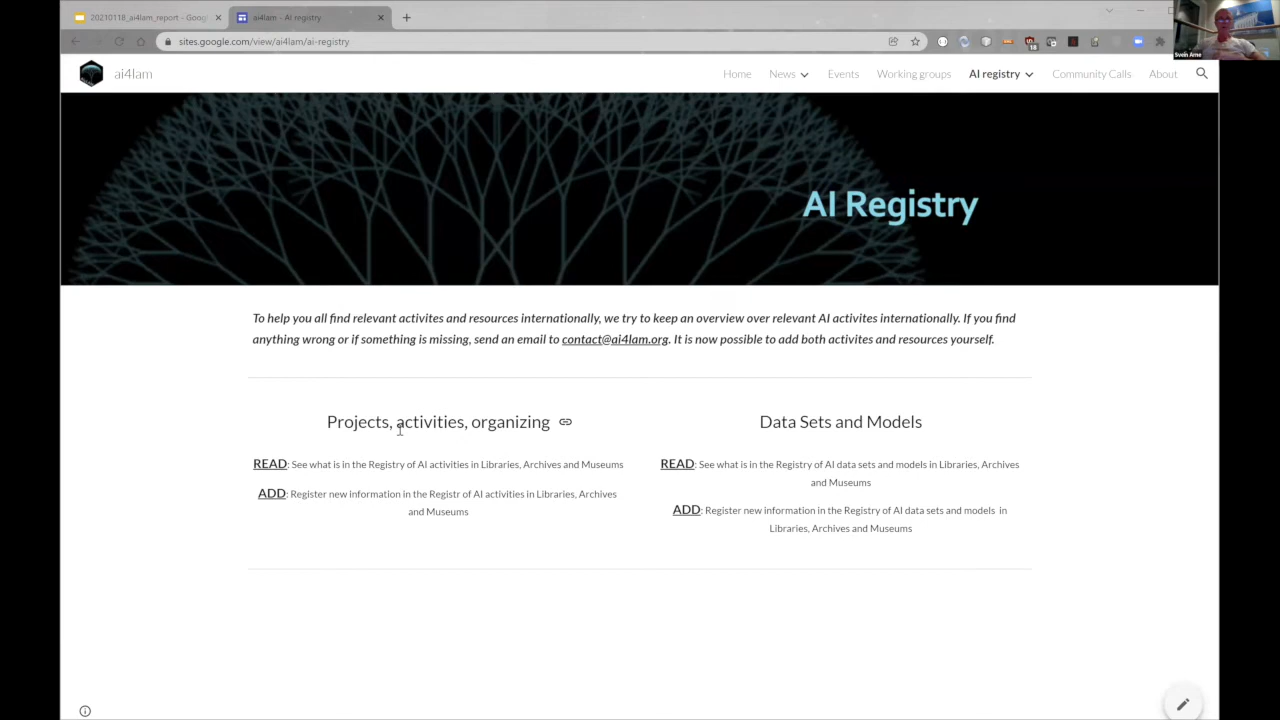 20210118_ai4lam_report - Googl
ai4lam - AI registry
sites.google.com/view/ai4lam/ai-registry
18
Svein Arne
ai4lam
Home News Events Working groups AI registry Community Calls About
AI Registry
To help you all find relevant activites and resources internationally, we try to keep an overview over relevant AI activites internationally. If you find
anything wrong or if something is missing, send an email to contact@ai4lam.org. It is now possible to add both activites and resources yourself.
Projects, activities, organizing
READ: See what is in the Registry of AI activities in Libraries, Archives and Museums
ADD: Register new information in the Registr of AI activities in Libraries, Archives
and Museums
Data Sets and Models
READ: See what is in the Registry of AI data sets and models in Libraries, Archives
and Museums
ADD: Register new information in the Registry of AI data sets and models in
Libraries, Archives and Museums